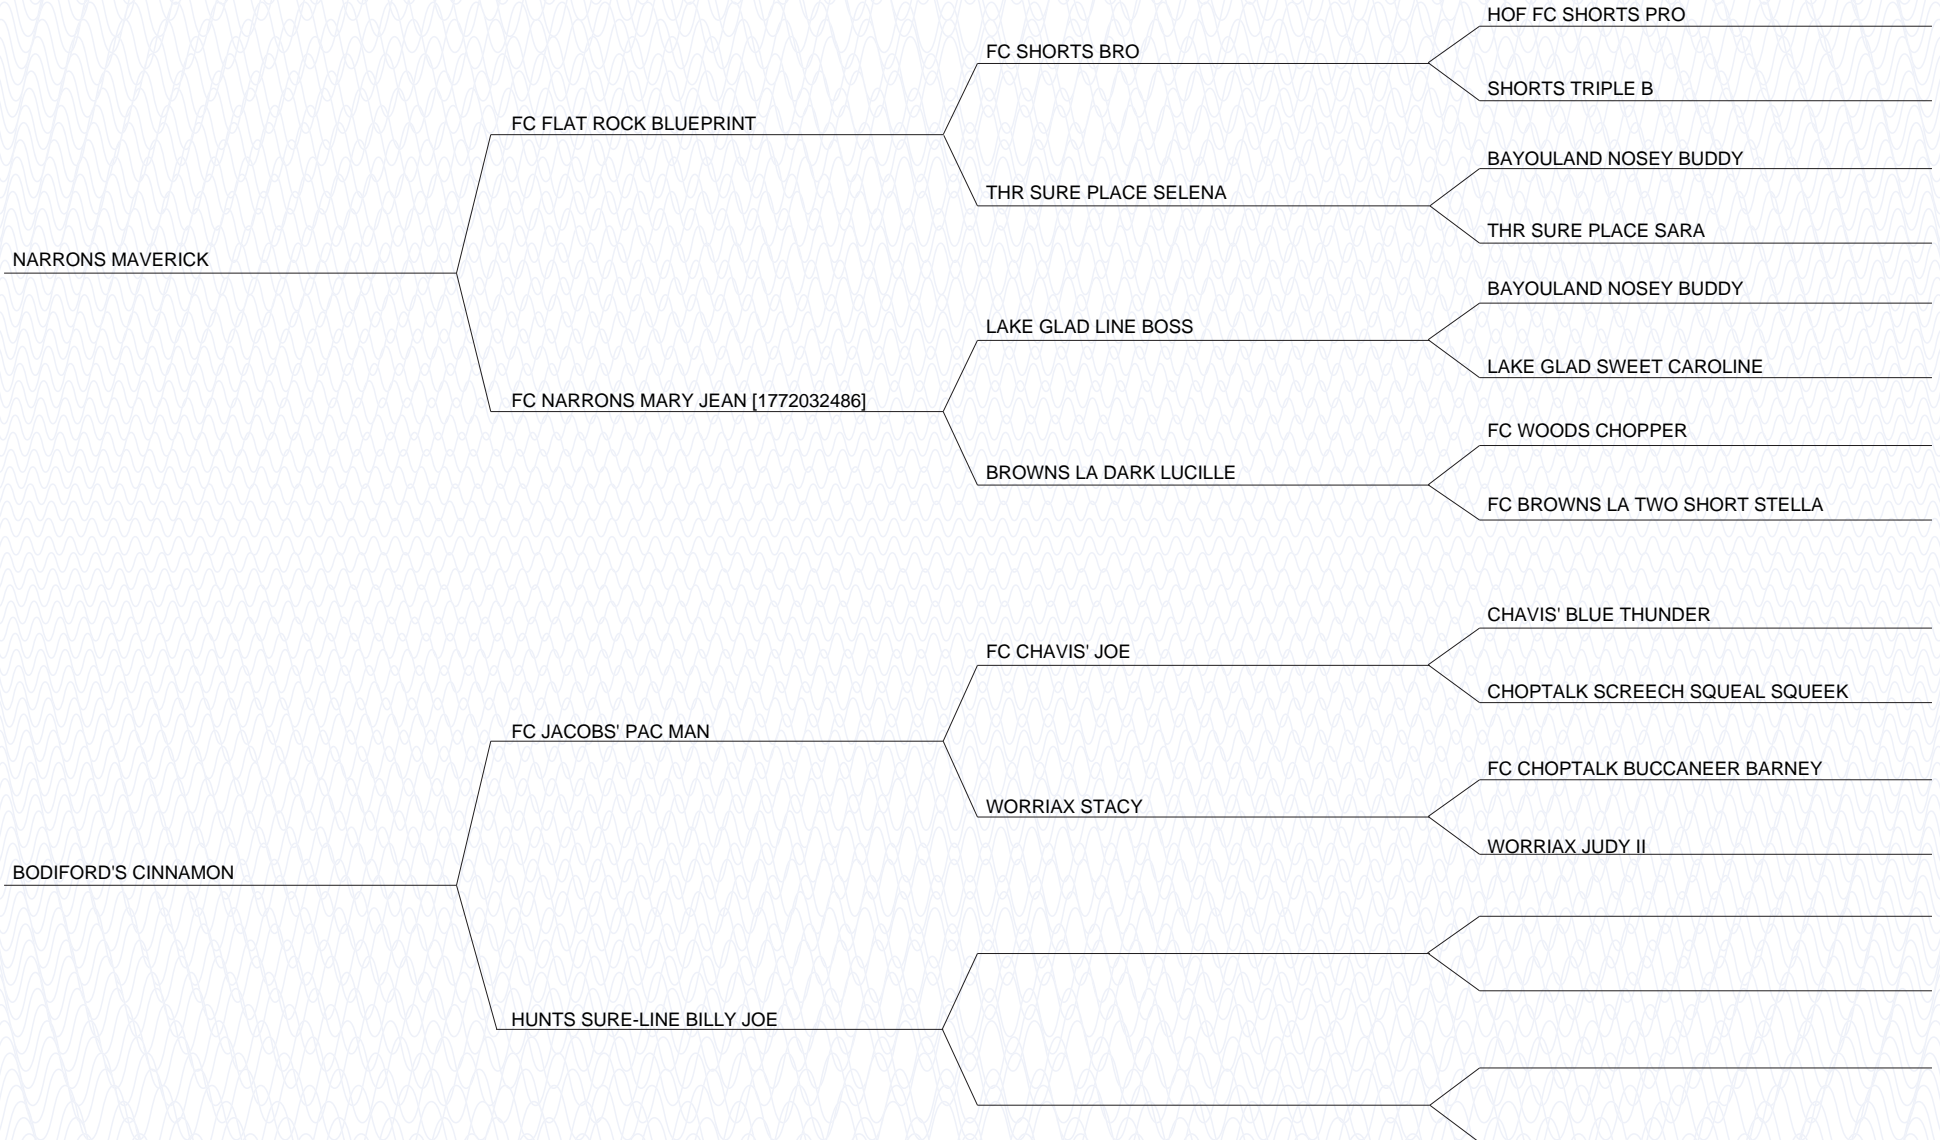 HOF FC SHORTS PRO
FC SHORTS BRO
SHORTS TRIPLE B
FC FLAT ROCK BLUEPRINT
BAYOULAND NOSEY BUDDY
THR SURE PLACE SELENA
THR SURE PLACE SARA
NARRONS MAVERICK
BAYOULAND NOSEY BUDDY
LAKE GLAD LINE BOSS
LAKE GLAD SWEET CAROLINE
FC NARRONS MARY JEAN [1772032486]
FC WOODS CHOPPER
BROWNS LA DARK LUCILLE
FC BROWNS LA TWO SHORT STELLA
CHAVIS' BLUE THUNDER
FC CHAVIS' JOE
CHOPTALK SCREECH SQUEAL SQUEEK
FC JACOBS' PAC MAN
FC CHOPTALK BUCCANEER BARNEY
WORRIAX STACY
WORRIAX JUDY II
BODIFORD'S CINNAMON
HUNTS SURE-LINE BILLY JOE